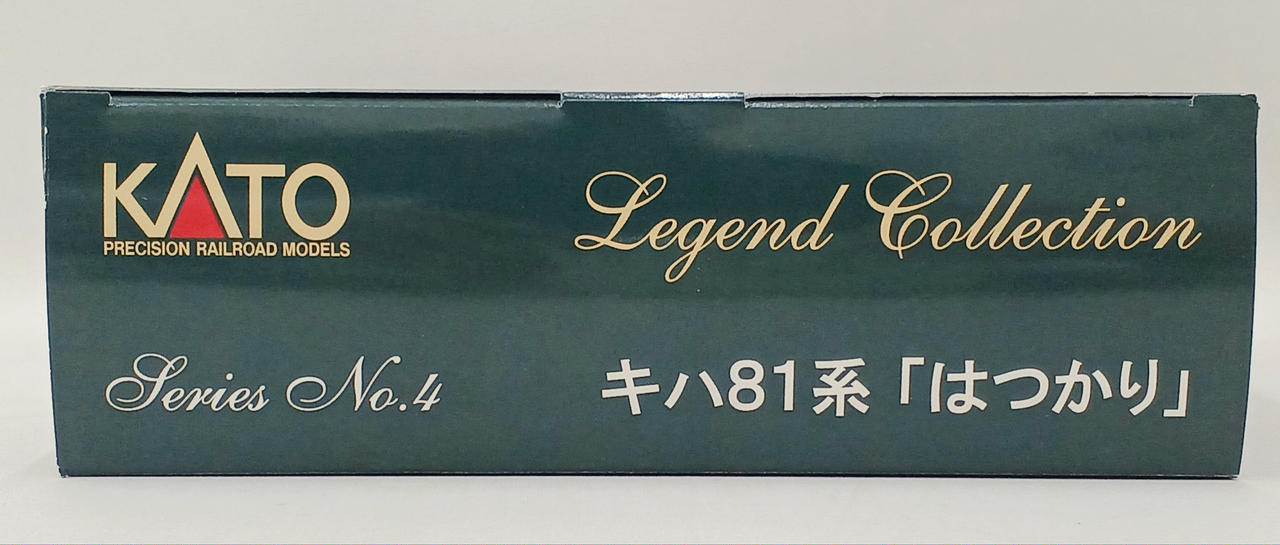 KATO
PRECISION RAILROAD MODELS
Legend Collection
Series No.4
キハ81系「はつかり」